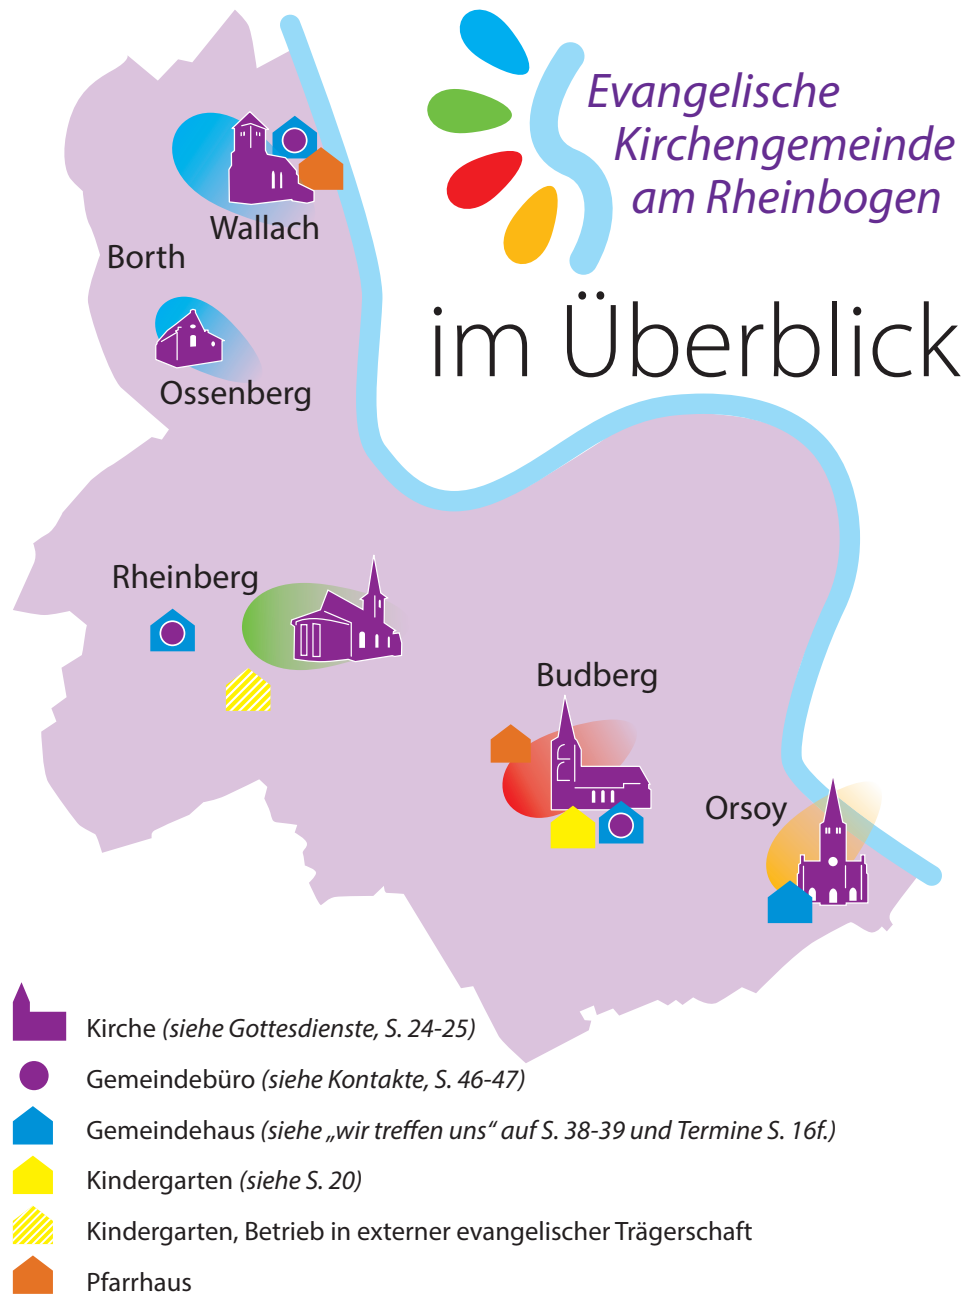 Evangelische
Kirchengemeinde
am Rheinbogen
im Überblick
Wallach
Borth
Ossenberg
Rheinberg
Budberg
Orsoy
Kirche (siehe Gottesdienste, S. 24-25)
Gemeindebüro (siehe Kontakte, S. 46-47)
Gemeindehaus (siehe „wir treffen uns“ auf S. 38-39 und Termine S. 16f.)
Kindergarten (siehe S. 20)
Kindergarten, Betrieb in externer evangelischer Trägerschaft
Pfarrhaus